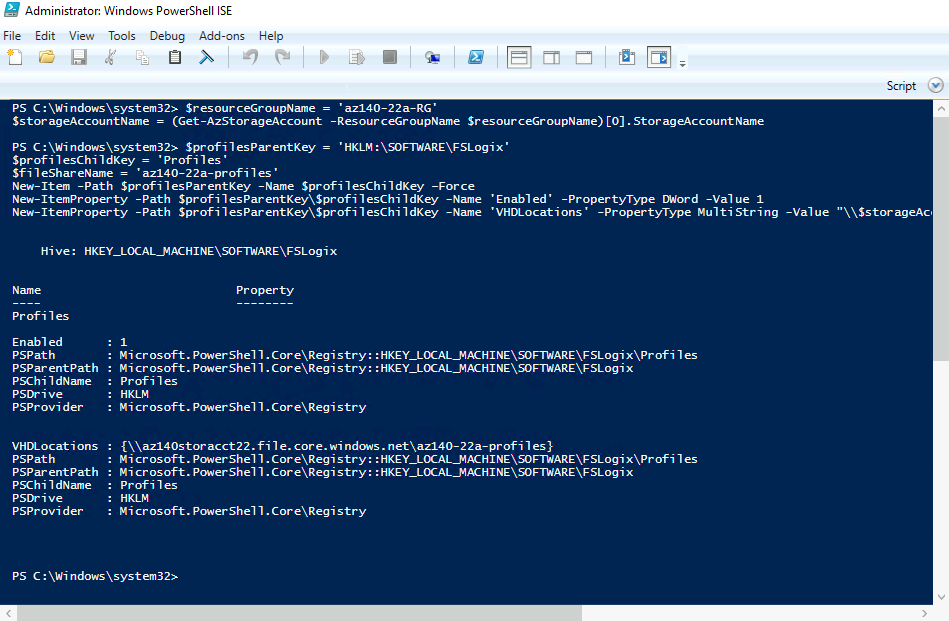 Administrator: Windows PowerShell ISE
File Edit View Tools Debug Add-ons Help
Script
PS C:\Windows\system32> $resourceGroupName = 'az140-22a-RG'
$storageAccountName = (Get-AzStorageAccount -ResourceGroupName $resourceGroupName)[0].StorageAccountName
PS C:\Windows\system32> $profilesParentKey = 'HKLM:\SOFTWARE\FSLogix'
$profilesChildKey = 'Profiles'
$fileShareName = 'az140-22a-profiles'
New-Item -Path $profilesParentKey -Name $profilesChildKey -Force
New-ItemProperty -Path $profilesParentKey\$profilesChildKey -Name 'Enabled' -PropertyType DWord -Value 1
New-ItemProperty -Path $profilesParentKey\$profilesChildKey -Name 'VHDLocations' -PropertyType MultiString -Value "\\$storageAcc
Hive: HKEY_LOCAL_MACHINE\SOFTWARE\FSLogix
Name Property
---- --------
Profiles
Enabled : 1
PSPath : Microsoft.PowerShell.Core\Registry::HKEY_LOCAL_MACHINE\SOFTWARE\FSLogix\Profiles
PSParentPath : Microsoft.PowerShell.Core\Registry::HKEY_LOCAL_MACHINE\SOFTWARE\FSLogix
PSChildName : Profiles
PSDrive : HKLM
PSProvider : Microsoft.PowerShell.Core\Registry
VHDLocations : {\\az140storacct22.file.core.windows.net\az140-22a-profiles}
PSPath : Microsoft.PowerShell.Core\Registry::HKEY_LOCAL_MACHINE\SOFTWARE\FSLogix\Profiles
PSParentPath : Microsoft.PowerShell.Core\Registry::HKEY_LOCAL_MACHINE\SOFTWARE\FSLogix
PSChildName : Profiles
PSDrive : HKLM
PSProvider : Microsoft.PowerShell.Core\Registry
PS C:\Windows\system32>